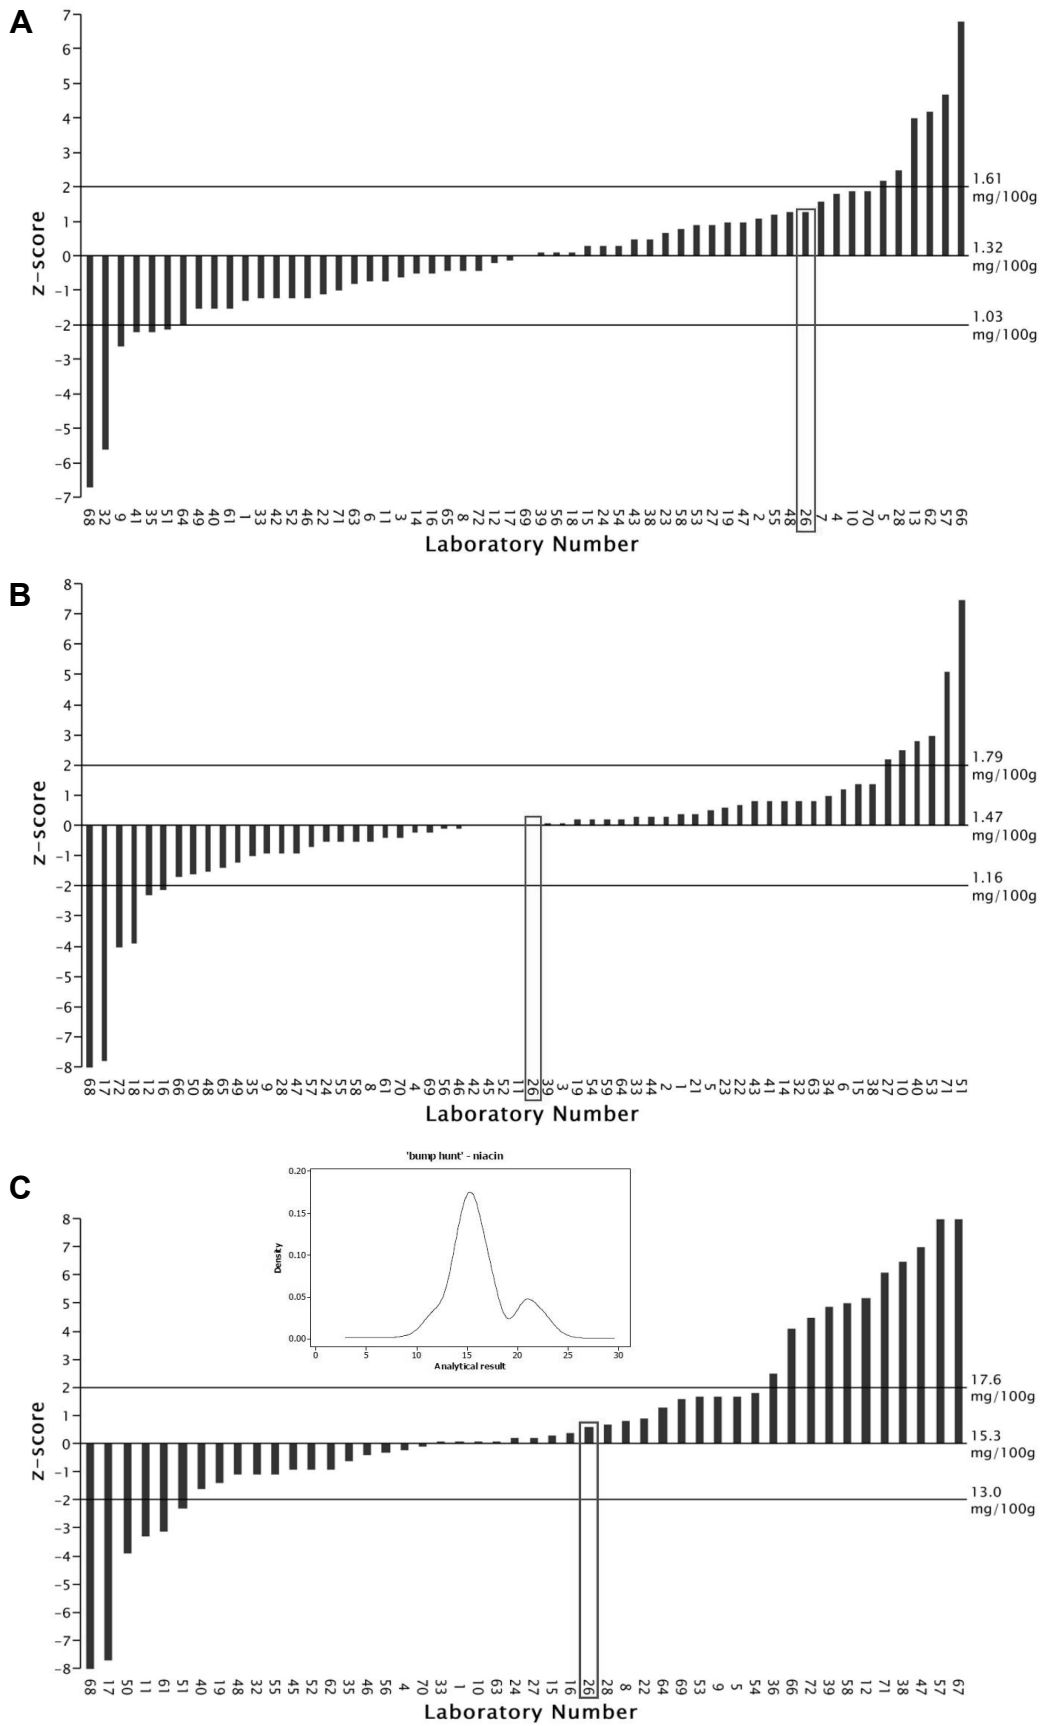 A
7
6
5
4
3
2
1
0
−1
−2
−3
−4
−5
−6
−7
z−score
1.61
mg/100g
1.32
mg/100g
1.03
mg/100g
68 32 9 41 35 51 64 49 40 61 1 33 42 52 46 22 71 63 6 11 3 14 16 65 8 72 12 17 69 39 56 18 15 24 54 43 38 23 58 53 27 19 47 2 55 48 26 7 4 10 70 5 28 13 62 57 66
Laboratory Number
B
8
7
6
5
4
3
2
1
0
−1
−2
−3
−4
−5
−6
−7
−8
z−score
1.79
mg/100g
1.47
mg/100g
1.16
mg/100g
68 17 72 18 12 16 66 50 48 65 49 35 9 28 47 57 24 55 58 8 61 70 4 69 56 46 42 45 52 11 26 39 3 19 54 64 33 44 2 1 21 5 23 22 43 41 14 32 63 34 6 15 38 27 10 40 53 71 51
Laboratory Number
C
'bump hunt' - niacin
0.20
0.15
0.10
0.05
0.00
Density
0 5 10 15 20 25 30
Analytical result
8
7
6
5
4
3
2
1
0
−1
−2
−3
−4
−5
−6
−7
−8
z−score
17.6
mg/100g
15.3
mg/100g
13.0
mg/100g
68 17 50 11 61 51 40 19 48 32 55 45 52 62 35 46 56 4 70 33 1 10 63 24 27 15 16 26 28 8 22 64 69 53 9 5 54 36 66 72 39 58 12 71 38 47 57 67
Laboratory Number